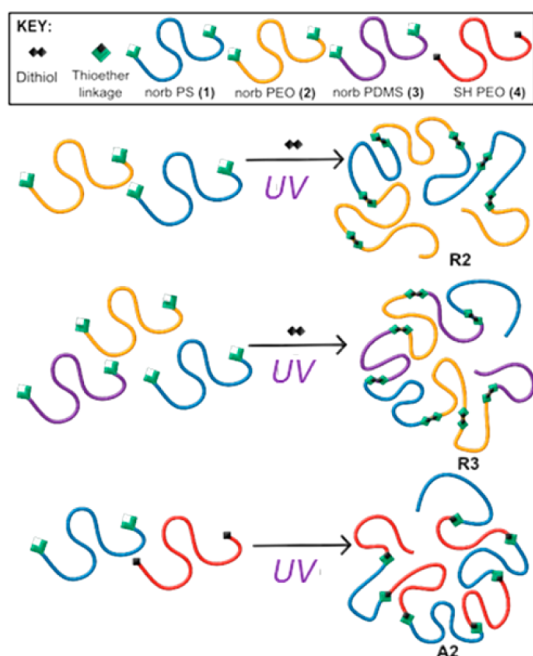 KEY:
Dithiol
Thioether
linkage
norb PS (1)
norb PEO (2)
norb PDMS (3)
SH PEO (4)
UV
R2
UV
R3
UV
A2